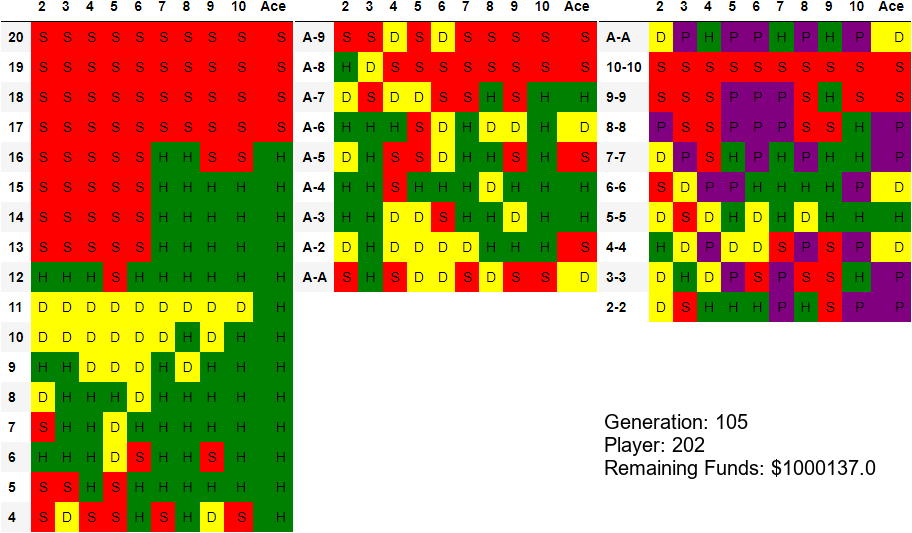 2 3 4 5 6 7 8 9 10 Ace
20 S S S S S S S S S S
19 S S S S S S S S S S
18 S S S S S S S S S S
17 S S S S S S S S S S
16 S S S S S H H S S H
15 S S S S S H H H H H
14 S S S S S H H H H H
13 S S S S S H H H H H
12 H H H S H H H H H H
11 D D D D D D D D D H
10 D D D D D D H D H H
9 H H D D D H D H H H
8 D H H H D H H H H H
7 S H H D H H H H H H
6 H H H D S H H S H H
5 S S H S H H H H H H
4 S D S S H S H D S H
2 3 4 5 6 7 8 9 10 Ace
A-9 S S D S D S S S S S
A-8 H D S S S S S S S S
A-7 D S D D S S H S H H
A-6 H H H S D H D D H D
A-5 D H S S D H H S H S
A-4 H H S H H H D H H H
A-3 H H D D S H H D H H
A-2 D H D D D D H H H S
A-A S H S D D S D S S D
2 3 4 5 6 7 8 9 10 Ace
A-A D P H P P H P H P D
10-10 S S S S S S S S S S
9-9 S S S P P P S H S S
8-8 P S S P P P S S H P
7-7 D P S H P H P H H P
6-6 S D P P H H H H P D
5-5 D S D H D H D H H H
4-4 H D P D D S P S P D
3-3 D H D P S P S S H P
2-2 D S H H H P H S P P
Generation: 105
Player: 202
Remaining Funds: $1000137.0